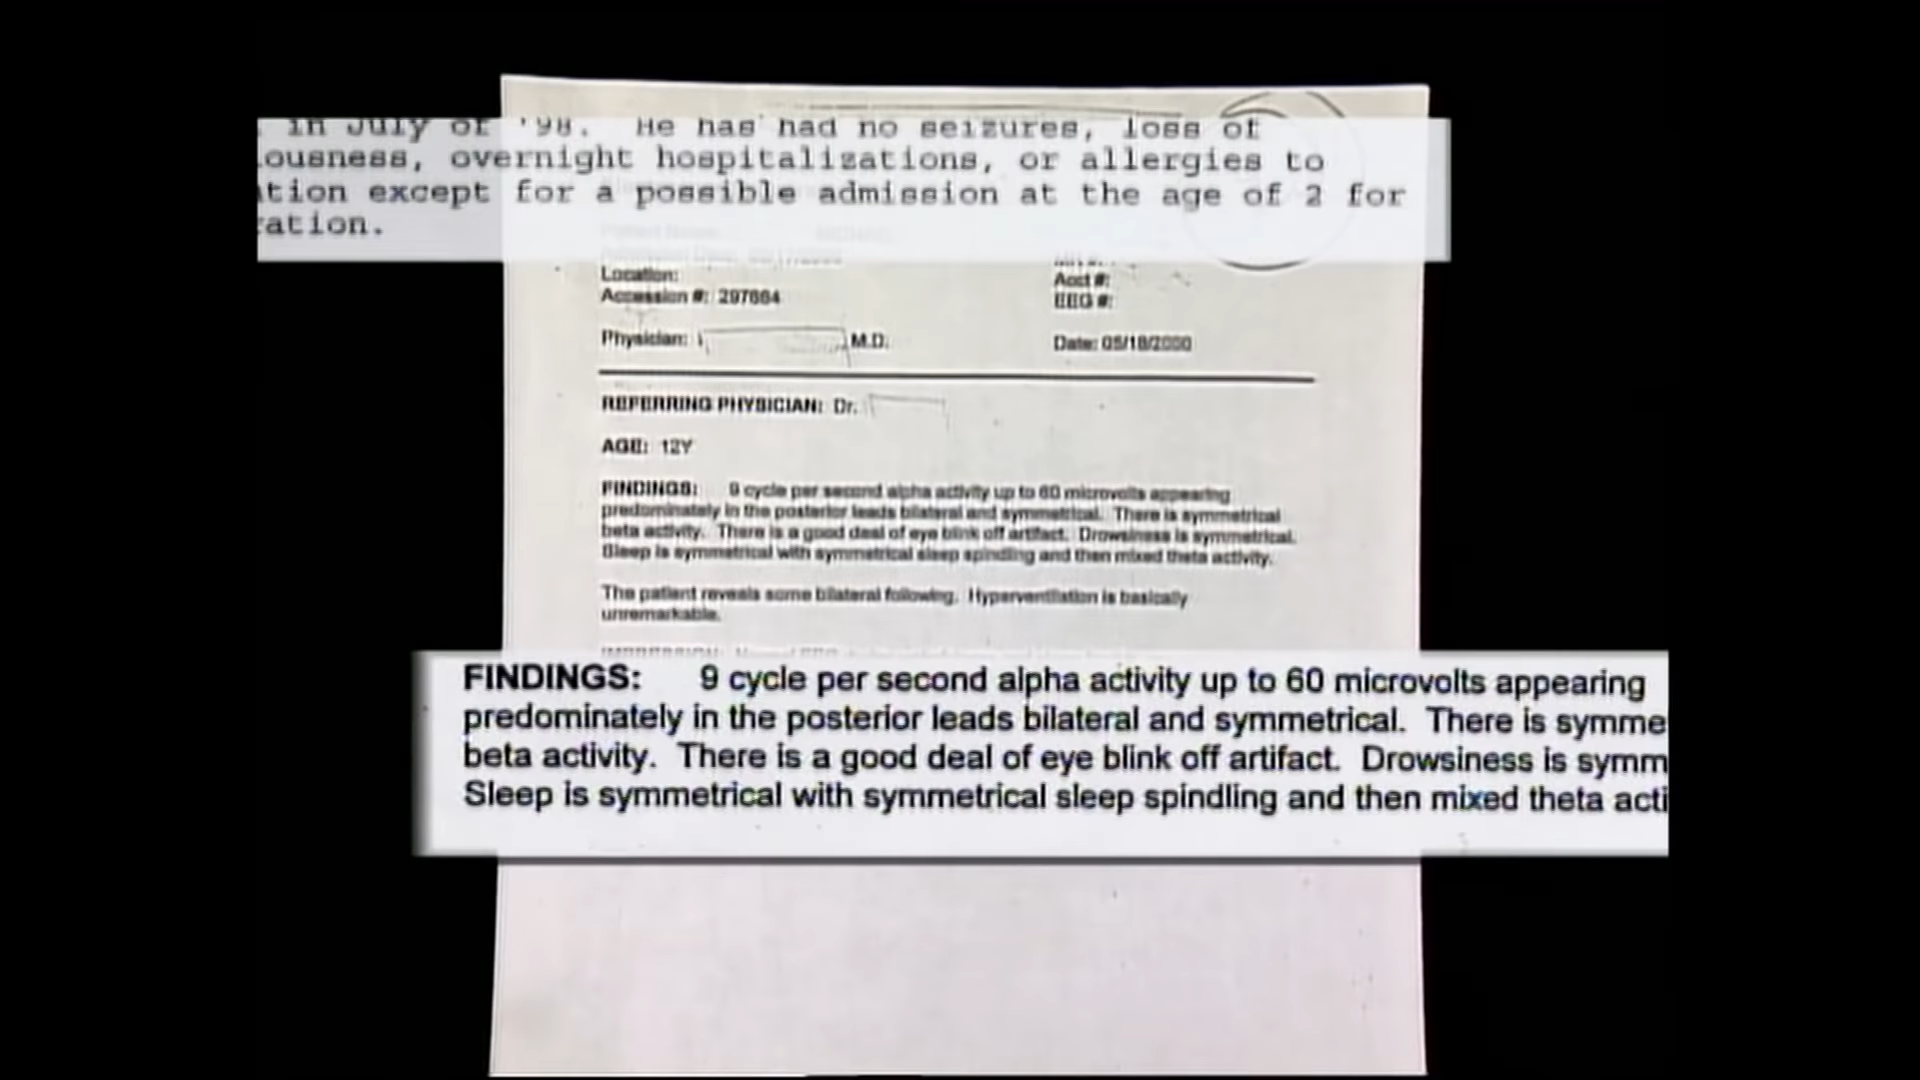 in July of '98. He has had no seizures, loss of
ousness, overnight hospitalizations, or allergies to
tion except for a possible admission at the age of 2 for
ration.
Location:
Accession #: 297664
Acct #:
EEG #:
Physician: M.D.
Date: 05/18/2000
REFERRING PHYSICIAN: Dr.
AGE: 12Y
FINDINGS: 9 cycle per second alpha activity up to 60 microvolts appearing
predominately in the posterior leads bilateral and symmetrical. There is symmetrical
beta activity. There is a good deal of eye blink off artifact. Drowsiness is symmetrical.
Sleep is symmetrical with symmetrical sleep spindling and then mixed theta activity.
The patient reveals some bilateral following. Hyperventilation is basically
unremarkable.
FINDINGS: 9 cycle per second alpha activity up to 60 microvolts appearing
predominately in the posterior leads bilateral and symmetrical. There is symme
beta activity. There is a good deal of eye blink off artifact. Drowsiness is symm
Sleep is symmetrical with symmetrical sleep spindling and then mixed theta acti